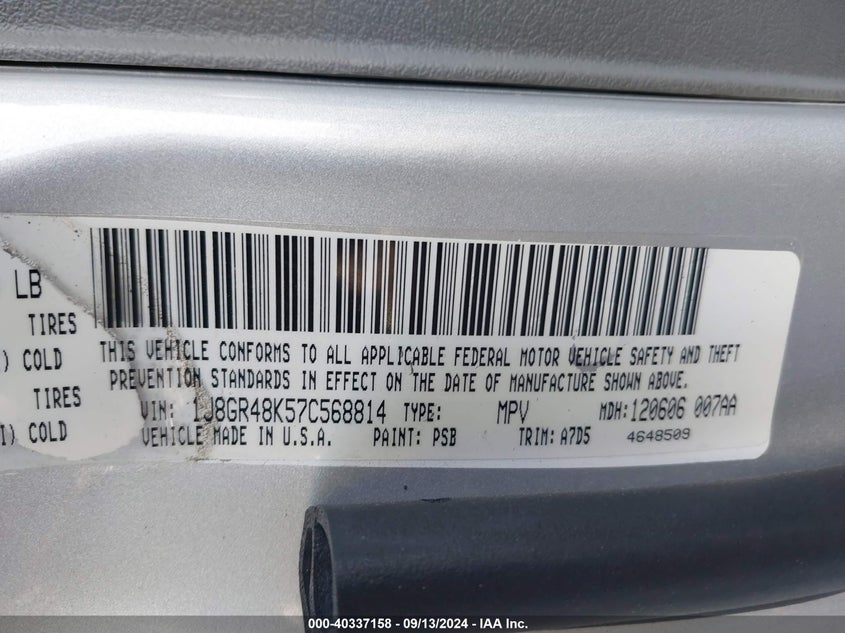 LB
TIRES
) COLD
TIRES
I) COLD
THIS VEHICLE CONFORMS TO ALL APPLICABLE FEDERAL MOTOR VEHICLE SAFETY AND THEFT
PREVENTION STANDARDS IN EFFECT ON THE DATE OF MANUFACTURE SHOWN ABOVE.
VIN: 1J8GR48K57C568814 TYPE: MPV MDH: 120606 007AA
VEHICLE MADE IN U.S.A. PAINT: PSB TRIM: A7D5 4648509
000-40337158 - 09/13/2024 - IAA Inc.